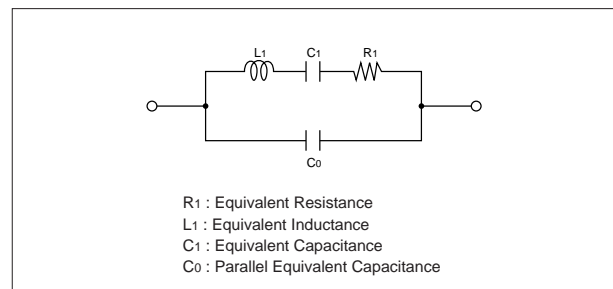 L1 C1 R1
C0
R1 : Equivalent Resistance
L1 : Equivalent Inductance
C1 : Equivalent Capacitance
C0 : Parallel Equivalent Capacitance